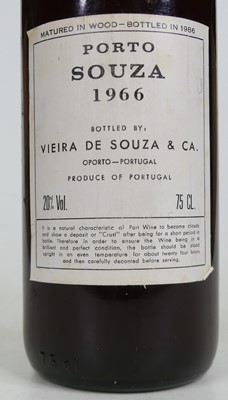 MATURED IN WOOD—BOTTLED IN 1986
PORTO
SOUZA
1966
BOTTLED BY:
VIEIRA DE SOUZA & CA.
OPORTO—PORTUGAL
PRODUCE OF PORTUGAL
20% Vol. 75 CL.
It is a natural characteristic of Port Wine to become cloudy
and show a deposit or "Crust" after being for a short period in
bottle. Therefore in order to ensure the Wine being in a
brilliant and perfect condition, the bottle should be stood
upright in an even temperature for about twenty four hours
and then carefully decanted before serving.